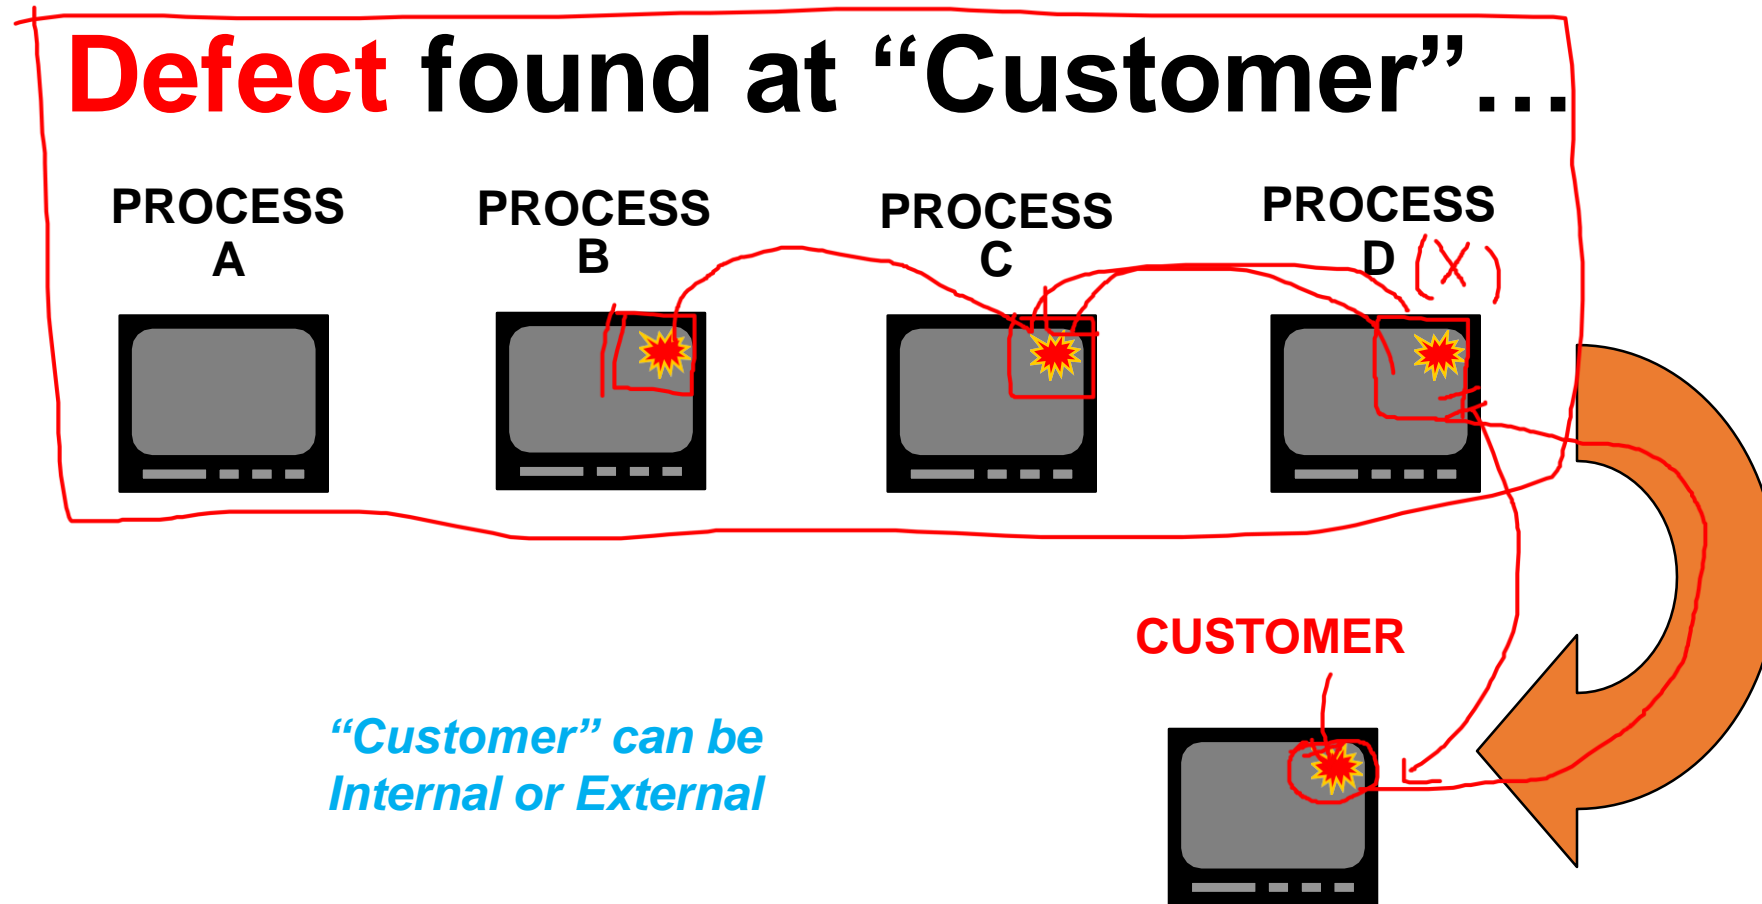 Defect found at “Customer”…
PROCESS
A
PROCESS
B
PROCESS
C
PROCESS
D (X)
CUSTOMER
“Customer” can be
Internal or External